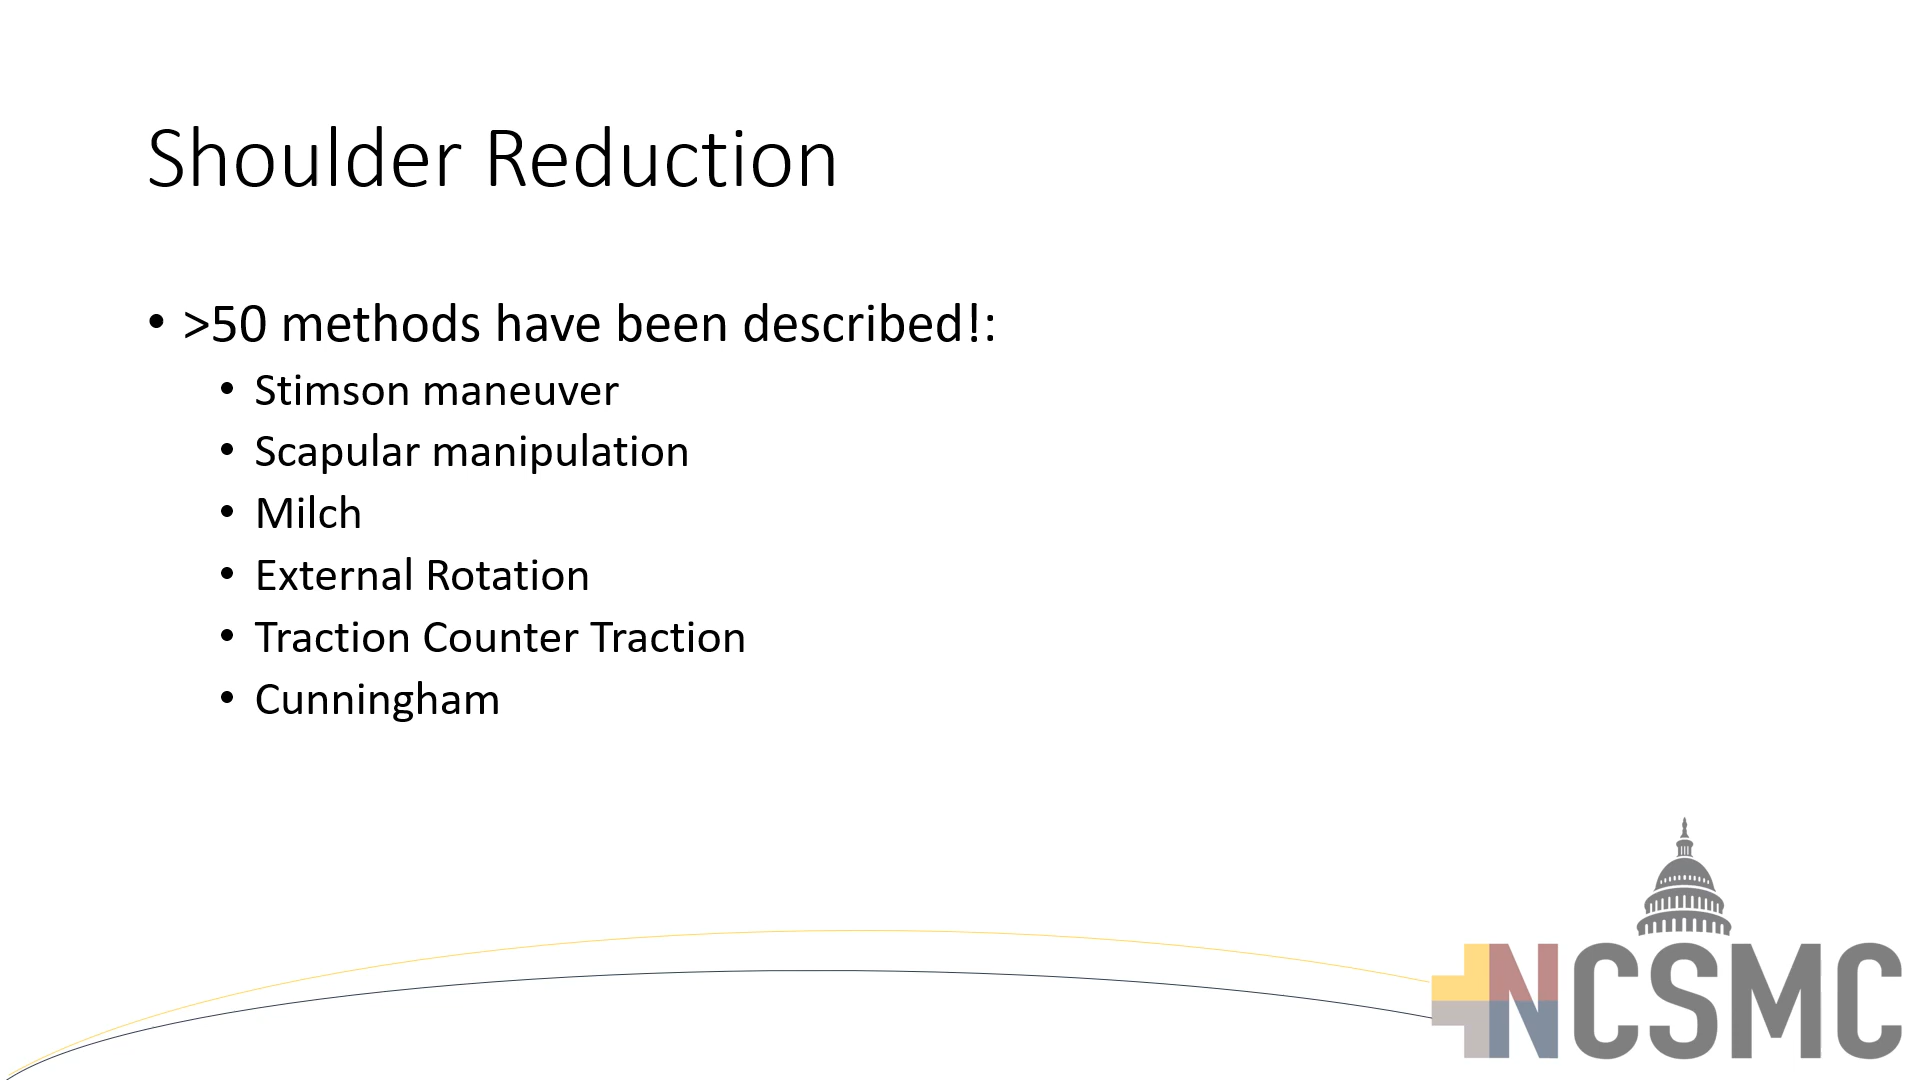 Shoulder Reduction
• >50 methods have been described!:
• Stimson maneuver
• Scapular manipulation
• Milch
• External Rotation
• Traction Counter Traction
• Cunningham
NCSMC